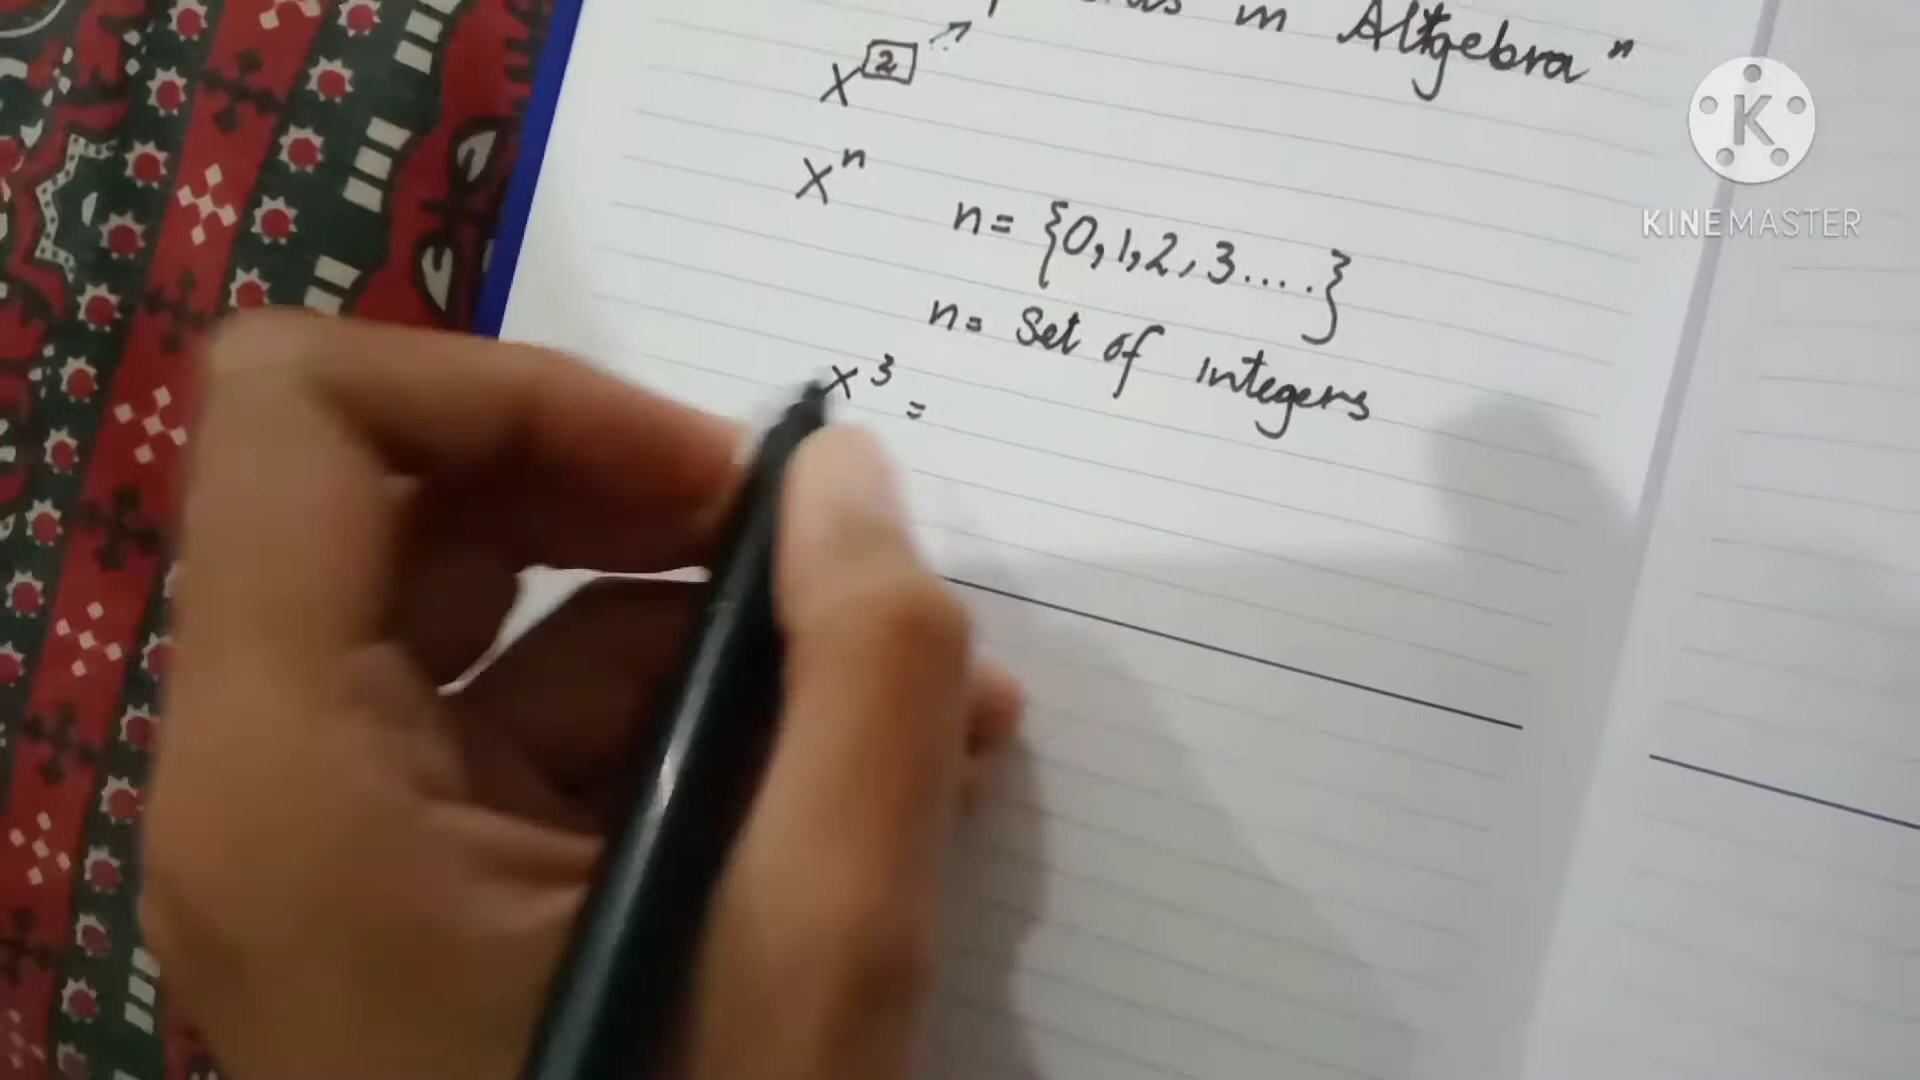 in Algebra"
x²
xⁿ
n= {0,1,2,3....}
n= Set of integers
x³ =
K
KINEMASTER